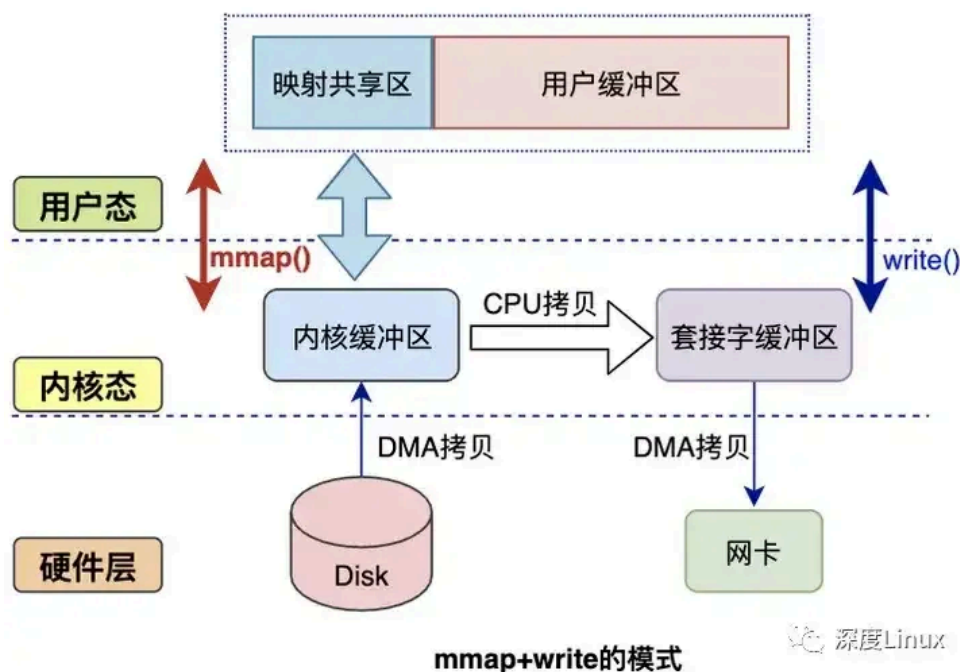 映射共享区
用户缓冲区
用户态
mmap()
write()
内核缓冲区
CPU拷贝
套接字缓冲区
内核态
DMA拷贝
DMA拷贝
硬件层
Disk
网卡
深度Linux
mmap+write的模式